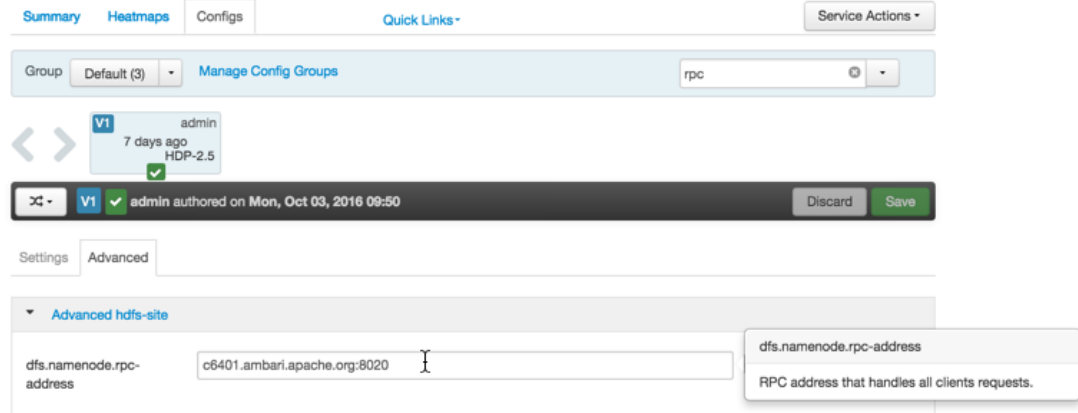 Summary Heatmaps Configs Quick Links Service Actions
Group Default (3) Manage Config Groups rpc
V1 admin
7 days ago
HDP-2.5
V1 admin authored on Mon, Oct 03, 2016 09:50 Discard Save
Settings Advanced
Advanced hdfs-site
dfs.namenode.rpc-
address
c6401.ambari.apache.org:8020
dfs.namenode.rpc-address
RPC address that handles all clients requests.